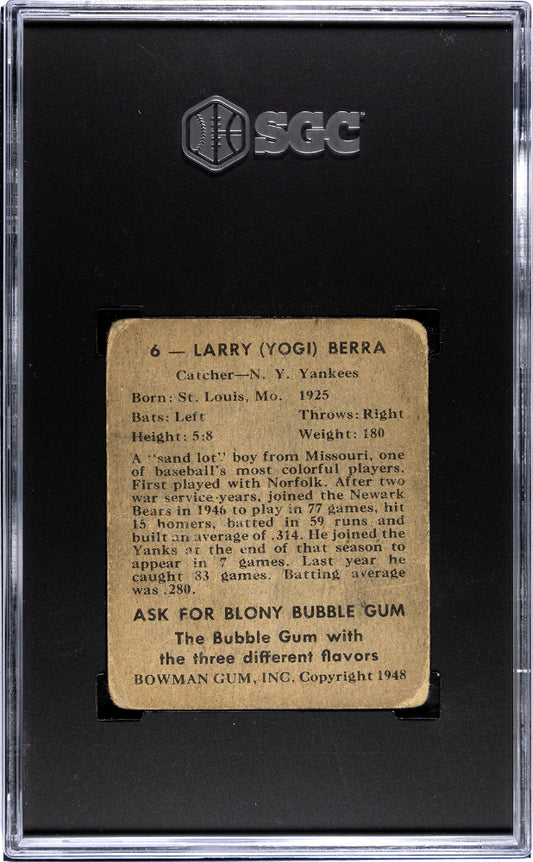 SGC
6 — LARRY (YOGI) BERRA
Catcher—N. Y. Yankees
Born: St. Louis, Mo. 1925
Bats: Left Throws: Right
Height: 5:8 Weight: 180
A "sand lot" boy from Missouri, one
of baseball's most colorful players.
First played with Norfolk. After two
war service-years, joined the Newark
Bears in 1946 to play in 77 games, hit
15 homers, batted in 59 runs and
built an average of .314. He joined the
Yanks at the end of that season to
appear in 7 games. Last year he
caught 83 games. Batting average
was .280.
ASK FOR BLONY BUBBLE GUM
The Bubble Gum with
the three different flavors
BOWMAN GUM, INC. Copyright 1948